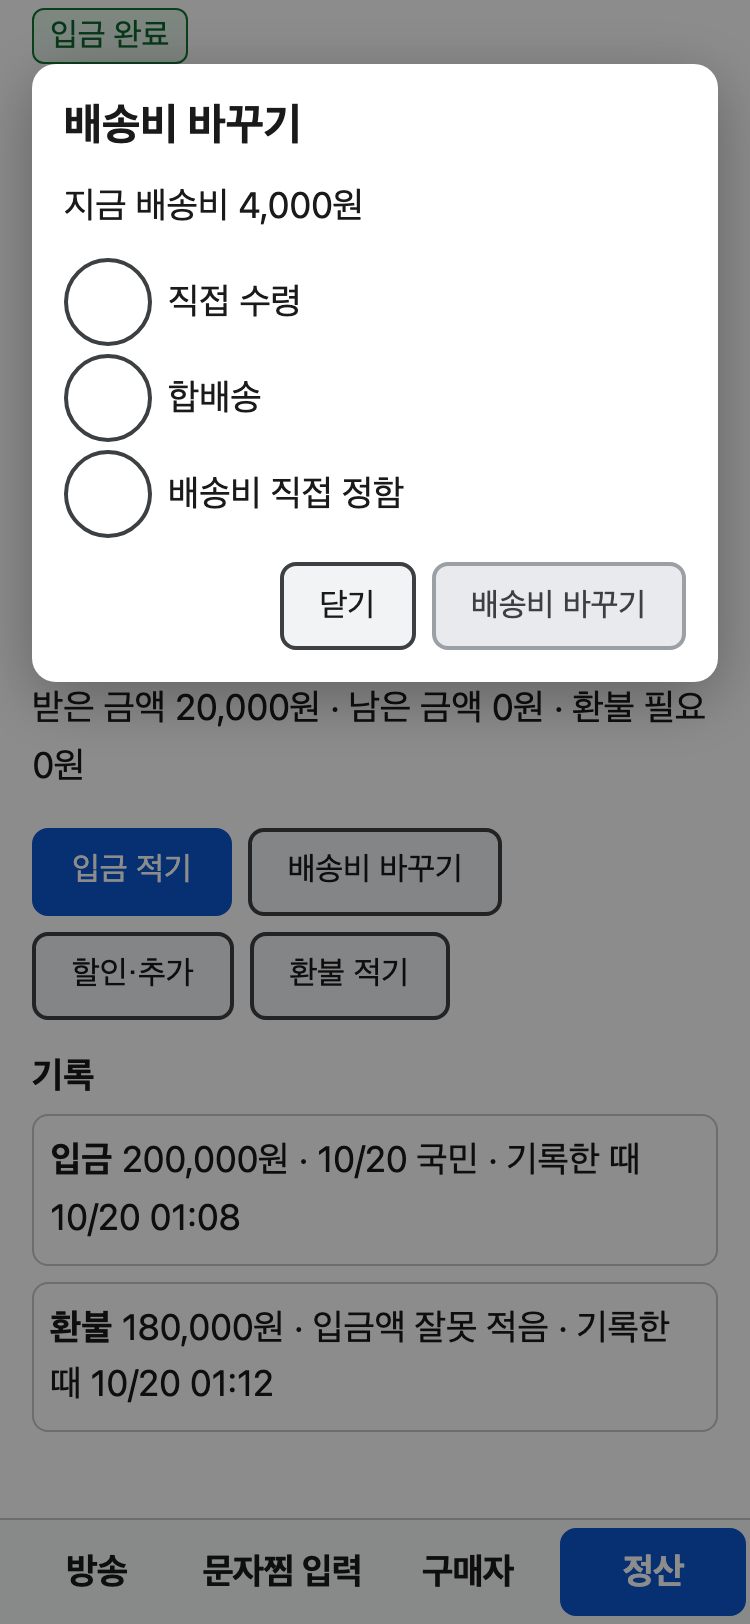 입금 완료
배송비 바꾸기
지금 배송비 4,000원
직접 수령
합배송
배송비 직접 정함
닫기
배송비 바꾸기
받은 금액 20,000원 · 남은 금액 0원 · 환불 필요
0원
입금 적기
배송비 바꾸기
할인·추가
환불 적기
기록
입금 200,000원 · 10/20 국민 · 기록한 때
10/20 01:08
환불 180,000원 · 입금액 잘못 적음 · 기록한
때 10/20 01:12
방송
문자찜 입력
구매자
정산